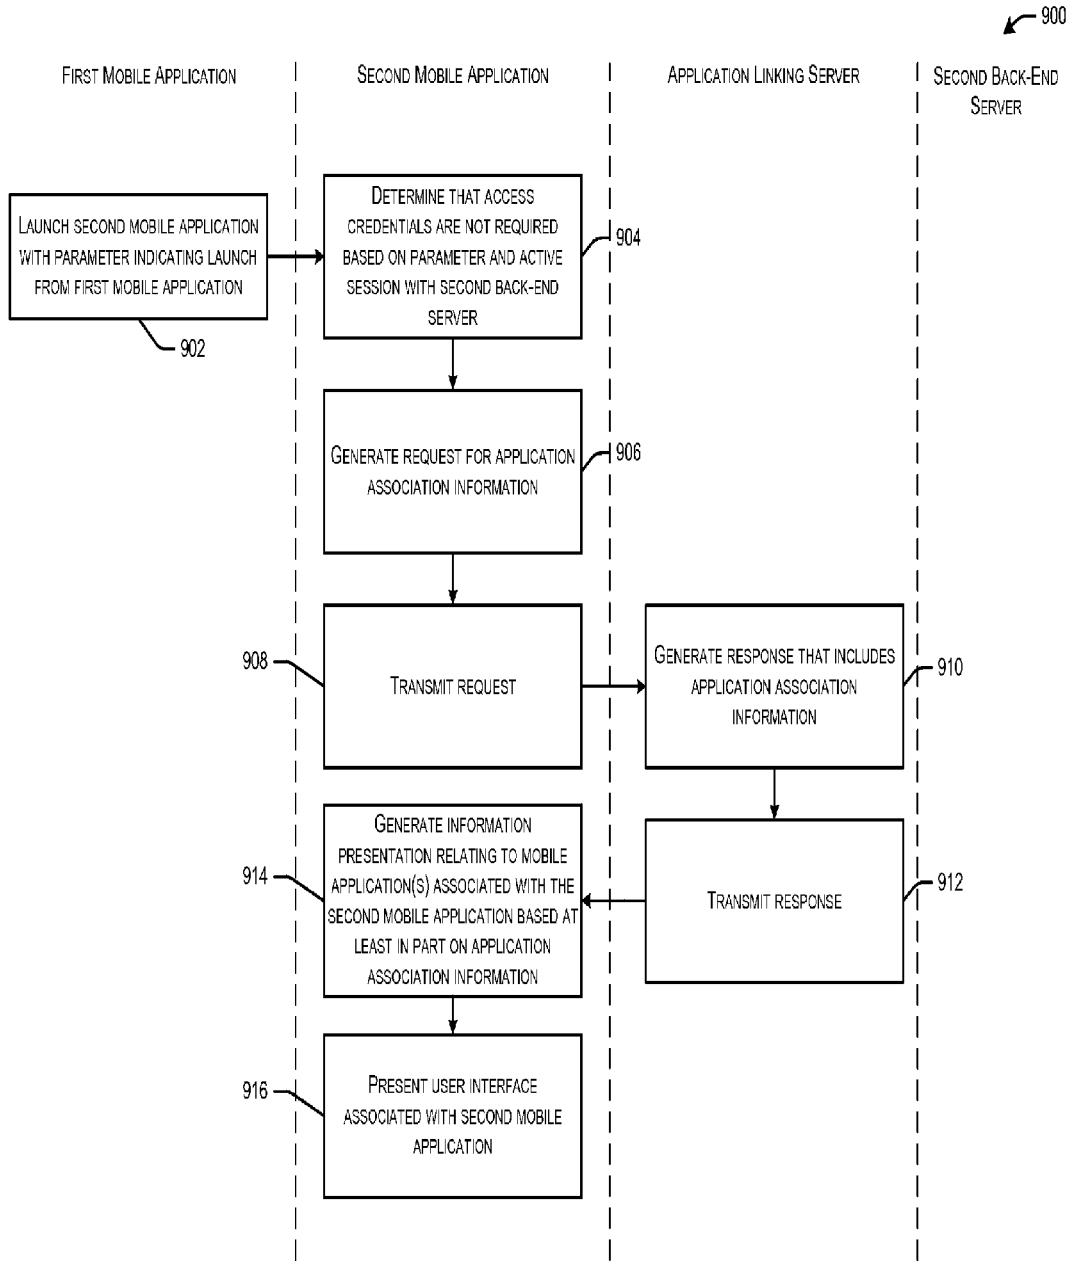 900
First Mobile Application
Second Mobile Application
Application Linking Server
Second Back-End
Server
Launch second mobile application
with parameter indicating launch
from first mobile application
902
Determine that access
credentials are not required
based on parameter and active
session with second back-end
server
904
Generate request for application
association information
906
Transmit request
908
Generate response that includes
application association
information
910
Transmit response
912
Generate information
presentation relating to mobile
application(s) associated with the
second mobile application based at
least in part on application
association information
914
Present user interface
associated with second mobile
application
916